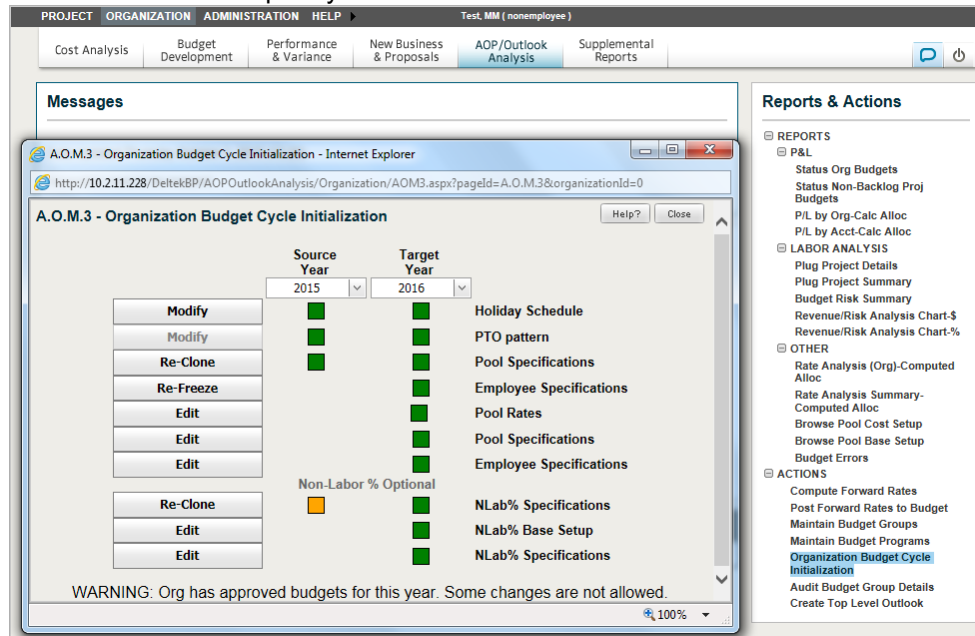 PROJECT ORGANIZATION ADMINISTRATION HELP Test, MM ( nonemployee )
Cost Analysis
Budget
Development
Performance
& Variance
New Business
& Proposals
AOP/Outlook
Analysis
Supplemental
Reports
Messages
A.O.M.3 - Organization Budget Cycle Initialization - Internet Explorer
http://10.2.11.228/DeltekBP/AOPOutlookAnalysis/Organization/AOM3.aspx?pageId=A.O.M.3&organizationId=0
A.O.M.3 - Organization Budget Cycle Initialization Help? Close
Source
Year
Target
Year
2015 2016
Modify Holiday Schedule
Modify PTO pattern
Re-Clone Pool Specifications
Re-Freeze Employee Specifications
Edit Pool Rates
Edit Pool Specifications
Edit Employee Specifications
Non-Labor % Optional
Re-Clone NLab% Specifications
Edit NLab% Base Setup
Edit NLab% Specifications
WARNING: Org has approved budgets for this year. Some changes are not allowed.
100%
Reports & Actions
REPORTS
P&L
Status Org Budgets
Status Non-Backlog Proj
Budgets
P/L by Org-Calc Alloc
P/L by Acct-Calc Alloc
LABOR ANALYSIS
Plug Project Details
Plug Project Summary
Budget Risk Summary
Revenue/Risk Analysis Chart-$
Revenue/Risk Analysis Chart-%
OTHER
Rate Analysis (Org)-Computed
Alloc
Rate Analysis Summary-
Computed Alloc
Browse Pool Cost Setup
Browse Pool Base Setup
Budget Errors
ACTIONS
Compute Forward Rates
Post Forward Rates to Budget
Maintain Budget Groups
Maintain Budget Programs
Organization Budget Cycle
Initialization
Audit Budget Group Details
Create Top Level Outlook